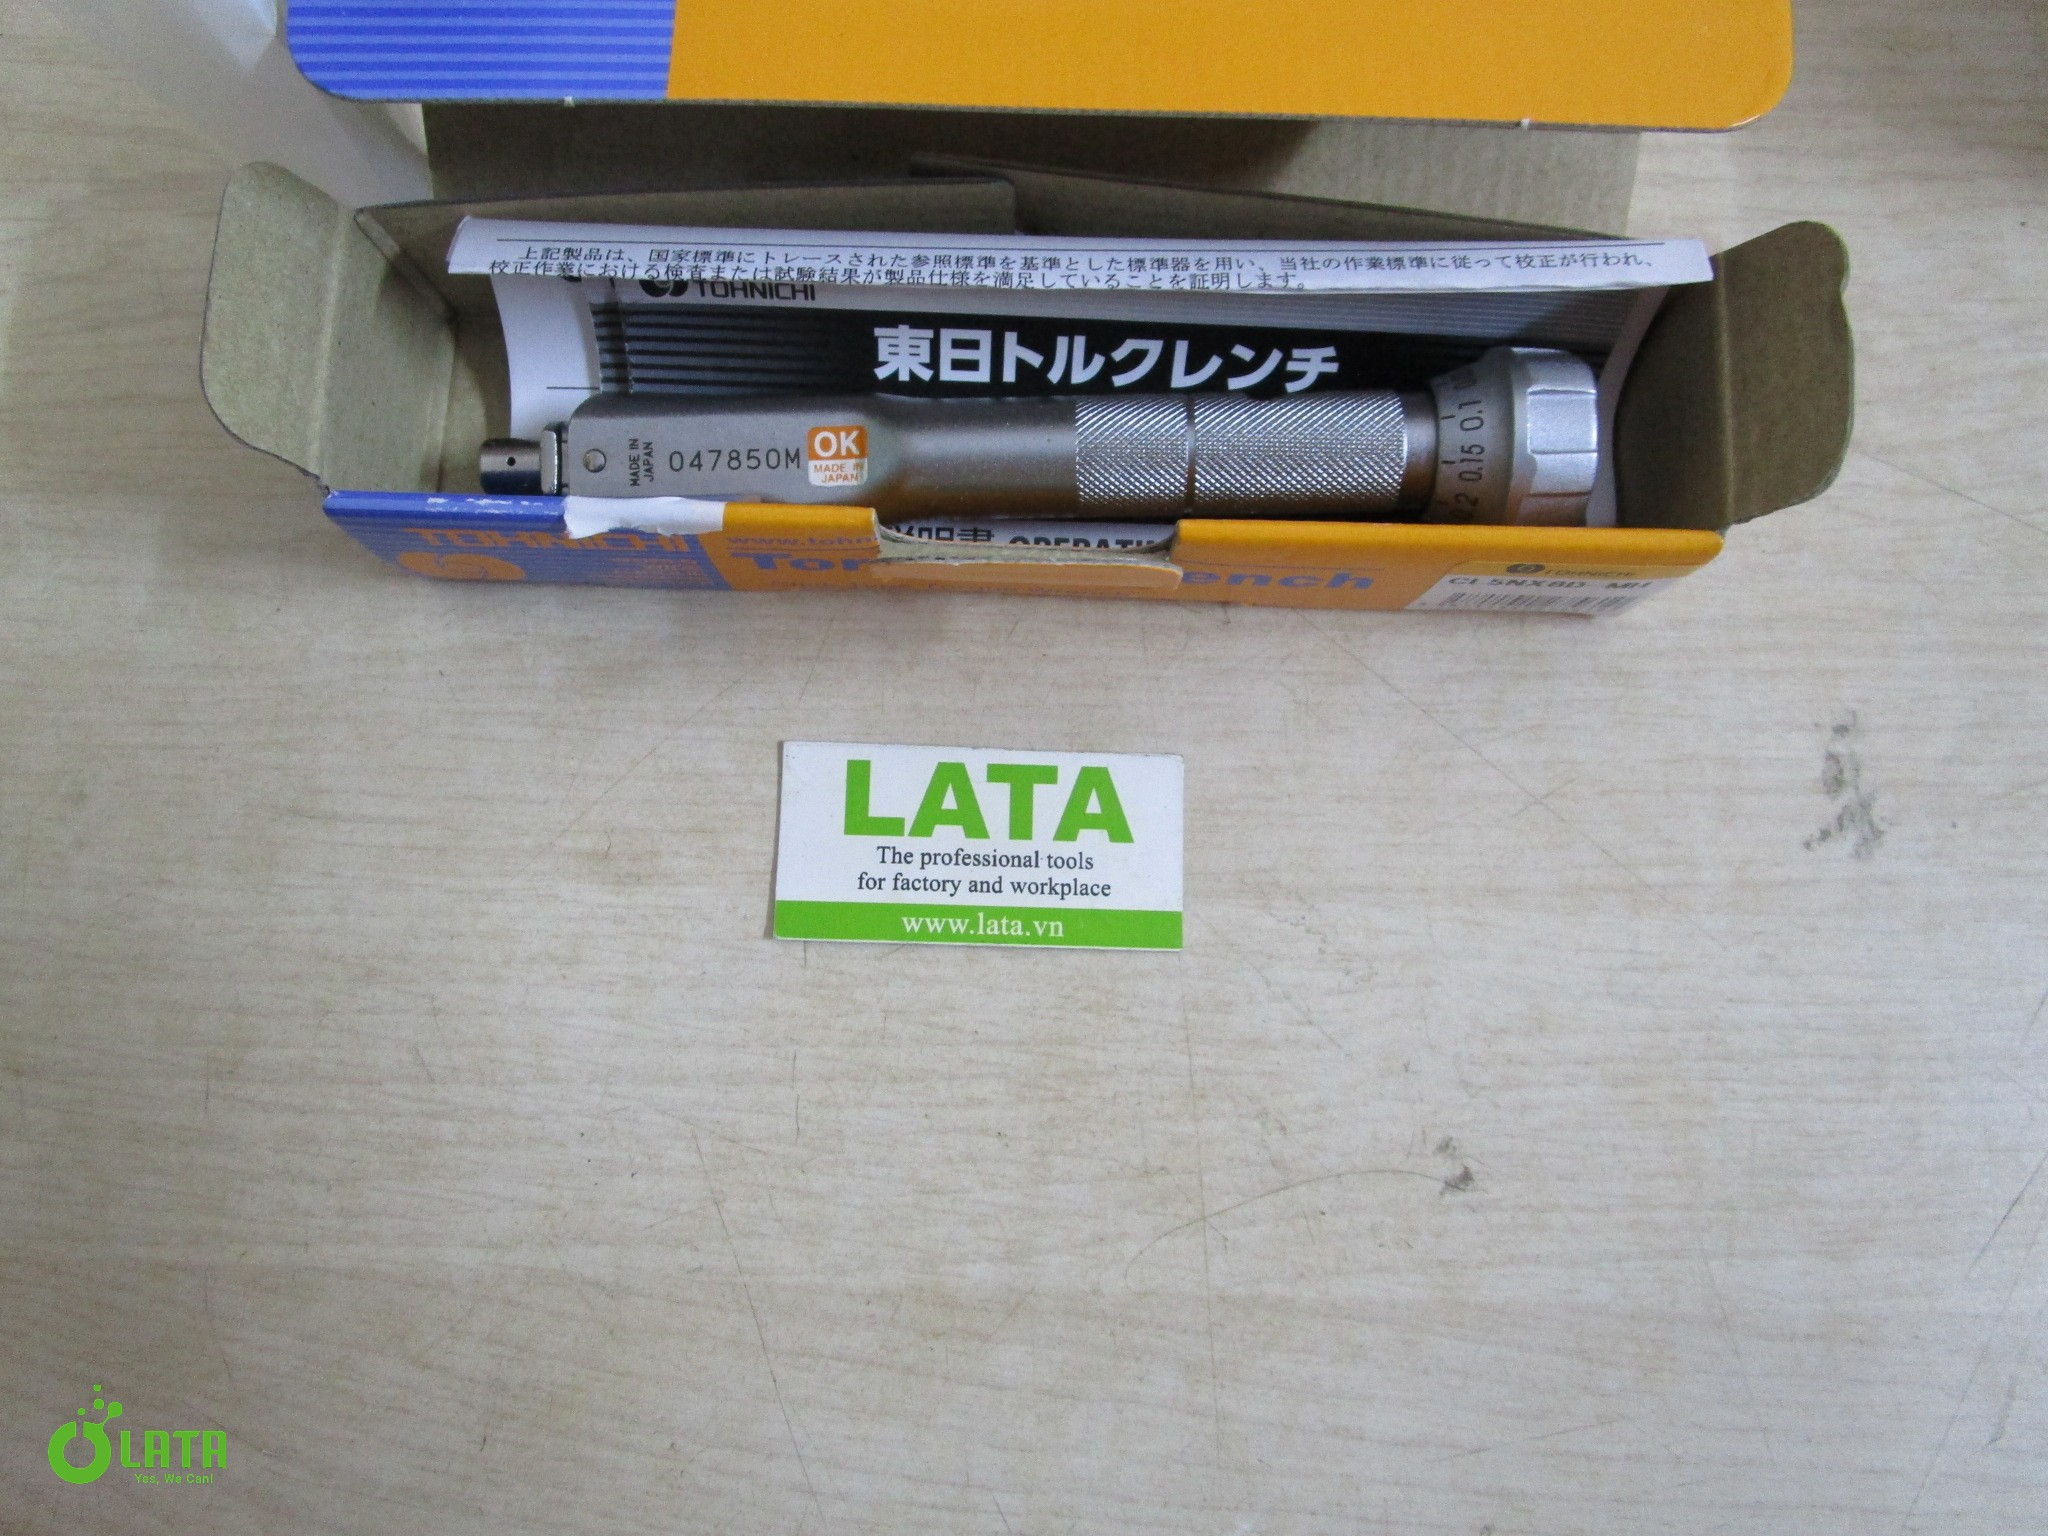 上記製品は、国家標準にトレースされた参照標準を基準とした標準器を用い、当社の作業標準に従って校正が行われ、
校正作業における検査または試験結果が製品仕様を満足していることを証明します。
TOHNICHI
東日トルクレンチ
MADE IN
JAPAN
047850M
OK
MADE IN
JAPAN
0.1
0.15
TOHNICHI
www.tohn
TOHNICHI
CL5NX8D MH
LATA
The professional tools
for factory and workplace
www.lata.vn
LATA
Yes, We Can!